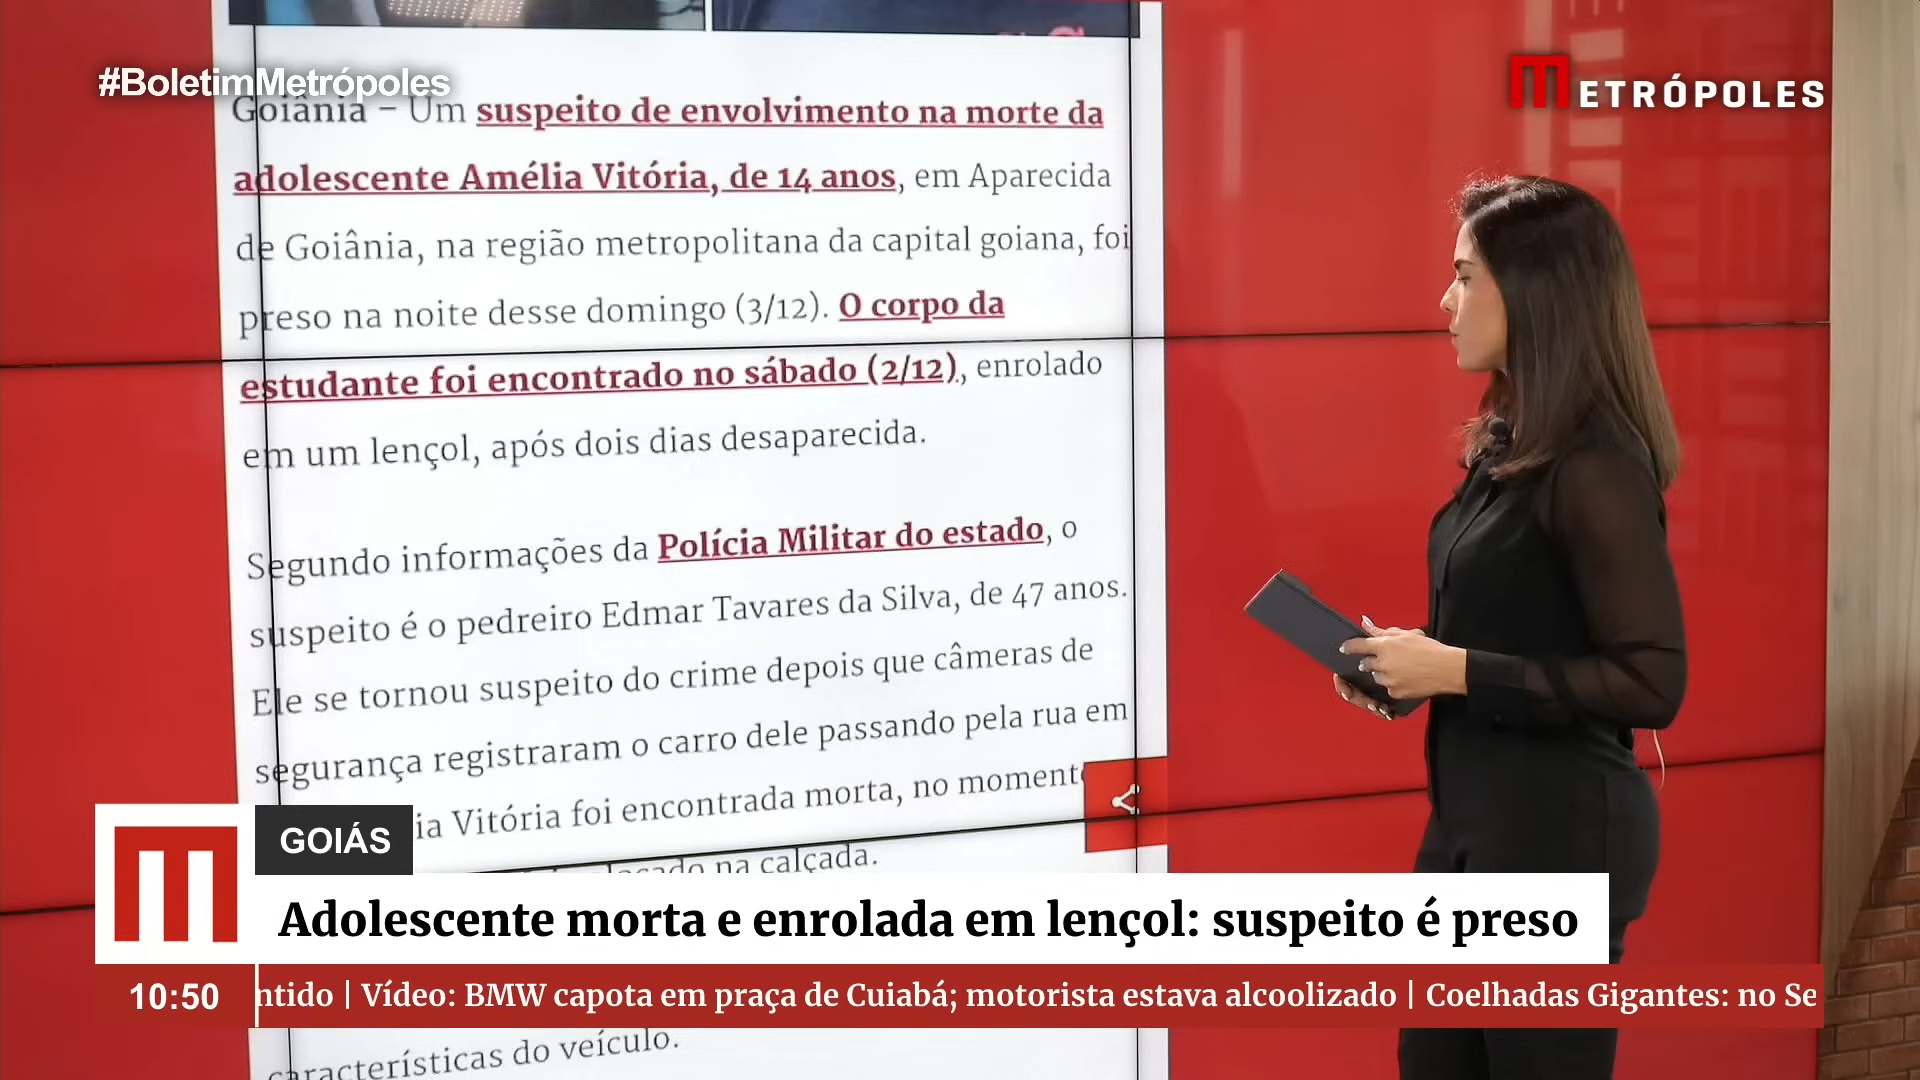 #BoletimMetrópoles
METRÓPOLES
Goiânia – Um suspeito de envolvimento na morte da
adolescente Amélia Vitória, de 14 anos, em Aparecida
de Goiânia, na região metropolitana da capital goiana, foi
preso na noite desse domingo (3/12). O corpo da
estudante foi encontrado no sábado (2/12), enrolado
em um lençol, após dois dias desaparecida.
Segundo informações da Polícia Militar do estado, o
suspeito é o pedreiro Edmar Tavares da Silva, de 47 anos.
Ele se tornou suspeito do crime depois que câmeras de
segurança registraram o carro dele passando pela rua em
ia Vitória foi encontrada morta, no moment
na calçada.
GOIÁS
Adolescente morta e enrolada em lençol: suspeito é preso
10:50
ntido | Vídeo: BMW capota em praça de Cuiabá; motorista estava alcoolizado | Coelhadas Gigantes: no Se
características do veículo.